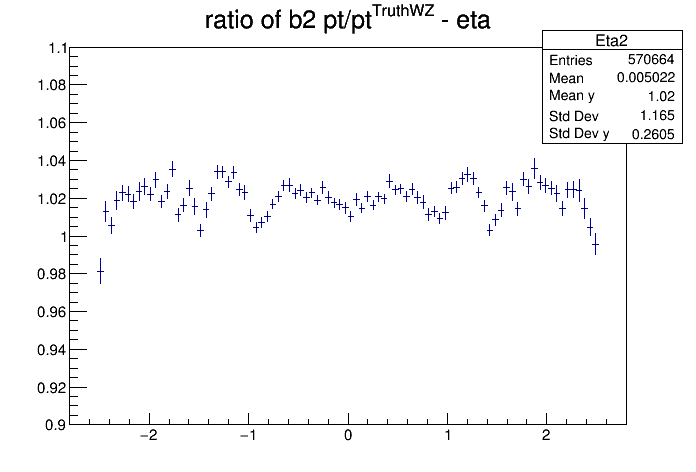 ratio of b2 pt/pt^TruthWZ - eta
Eta2
Entries 570664
Mean 0.005022
Mean y 1.02
Std Dev 1.165
Std Dev y 0.2605
1.1
1.08
1.06
1.04
1.02
1
0.98
0.96
0.94
0.92
0.9
−2 −1 0 1 2